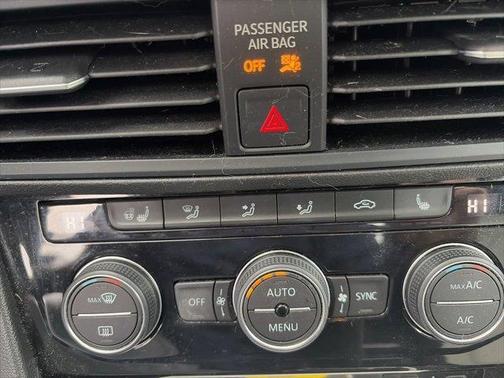 PASSENGER
AIR BAG
OFF
HI
HI
MAX
OFF
AUTO
MENU
SYNC
MAX A/C
A/C